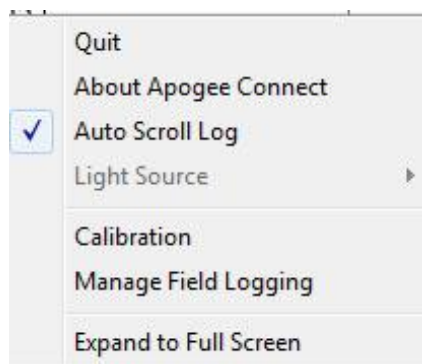 Quit
About Apogee Connect
Auto Scroll Log
Light Source
Calibration
Manage Field Logging
Expand to Full Screen